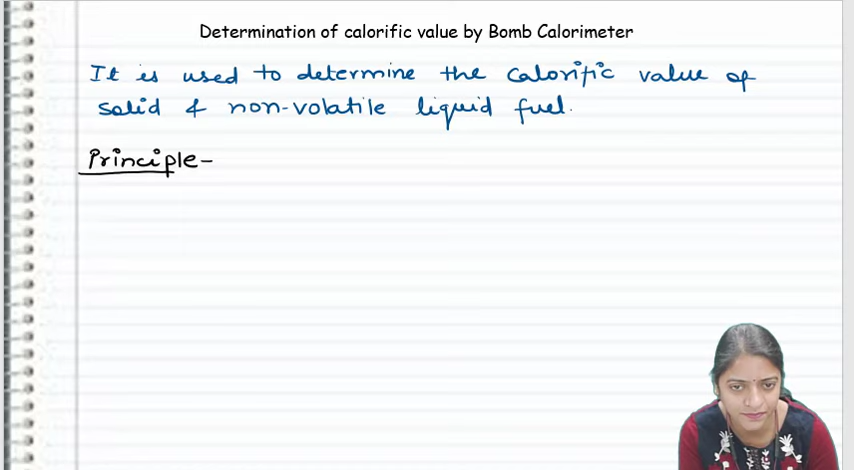 Determination of calorific value by Bomb Calorimeter
It is used to determine the calorific value of
solid & non-volatile liquid fuel.
Principle-